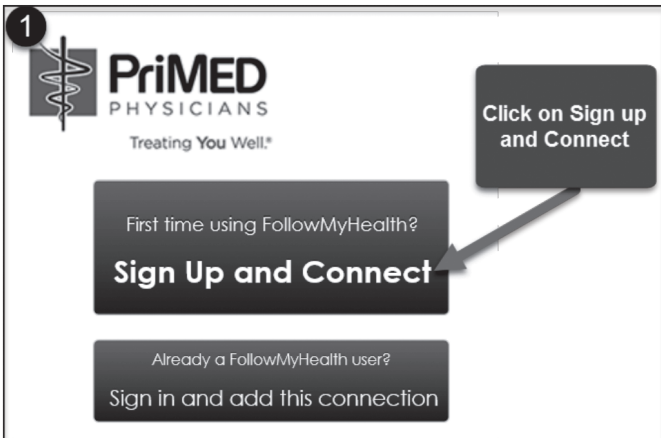 1
PriMED
PHYSICIANS
Treating You Well.®
Click on Sign up
and Connect
First time using FollowMyHealth?
Sign Up and Connect
Already a FollowMyHealth user?
Sign in and add this connection